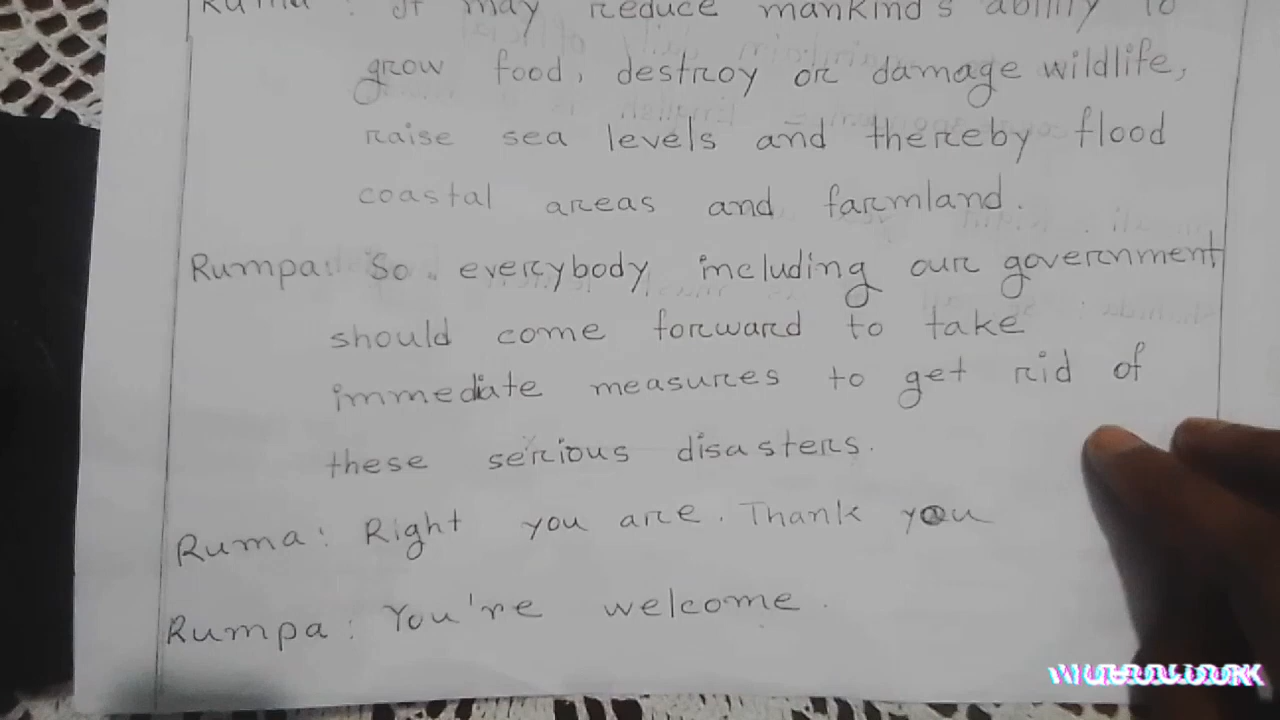 Ruma: It may reduce mankind's ability to
grow food, destroy or damage wildlife,
raise sea levels and thereby flood
coastal areas and farmland.
Rumpa: So, everybody including our government
should come forward to take
immediate measures to get rid of
these serious disasters.
Ruma: Right you are. Thank you
Rumpa: You're welcome.